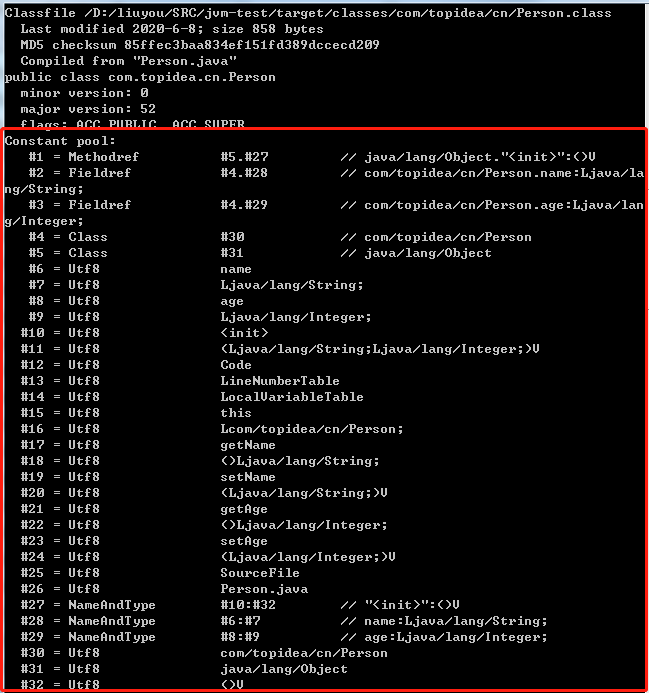 Classfile /D:/liuyou/SRC/jvm-test/target/classes/com/topidea/cn/Person.class
  Last modified 2020-6-8; size 858 bytes
  MD5 checksum 85ffec3baa834ef151fd389dccecd209
  Compiled from "Person.java"
public class com.topidea.cn.Person
  minor version: 0
  major version: 52
  flags: ACC_PUBLIC, ACC_SUPER
Constant pool:
   #1 = Methodref          #5.#27         // java/lang/Object."<init>":()V
   #2 = Fieldref           #4.#28         // com/topidea/cn/Person.name:Ljava/la
ng/String;
   #3 = Fieldref           #4.#29         // com/topidea/cn/Person.age:Ljava/lan
g/Integer;
   #4 = Class              #30            // com/topidea/cn/Person
   #5 = Class              #31            // java/lang/Object
   #6 = Utf8               name
   #7 = Utf8               Ljava/lang/String;
   #8 = Utf8               age
   #9 = Utf8               Ljava/lang/Integer;
  #10 = Utf8               <init>
  #11 = Utf8               (Ljava/lang/String;Ljava/lang/Integer;)V
  #12 = Utf8               Code
  #13 = Utf8               LineNumberTable
  #14 = Utf8               LocalVariableTable
  #15 = Utf8               this
  #16 = Utf8               Lcom/topidea/cn/Person;
  #17 = Utf8               getName
  #18 = Utf8               ()Ljava/lang/String;
  #19 = Utf8               setName
  #20 = Utf8               (Ljava/lang/String;)V
  #21 = Utf8               getAge
  #22 = Utf8               ()Ljava/lang/Integer;
  #23 = Utf8               setAge
  #24 = Utf8               (Ljava/lang/Integer;)V
  #25 = Utf8               SourceFile
  #26 = Utf8               Person.java
  #27 = NameAndType        #10:#32        // "<init>":()V
  #28 = NameAndType        #6:#7          // name:Ljava/lang/String;
  #29 = NameAndType        #8:#9          // age:Ljava/lang/Integer;
  #30 = Utf8               com/topidea/cn/Person
  #31 = Utf8               java/lang/Object
  #32 = Utf8               ()V